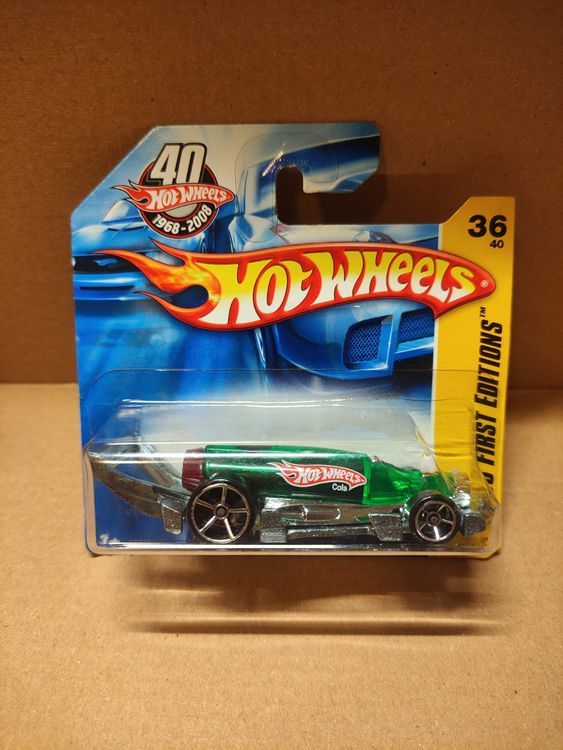 40
HOT WHEELS
1968-2008
HOT WHEELS®
36
40
FIRST EDITIONS™
HOT WHEELS
Cola